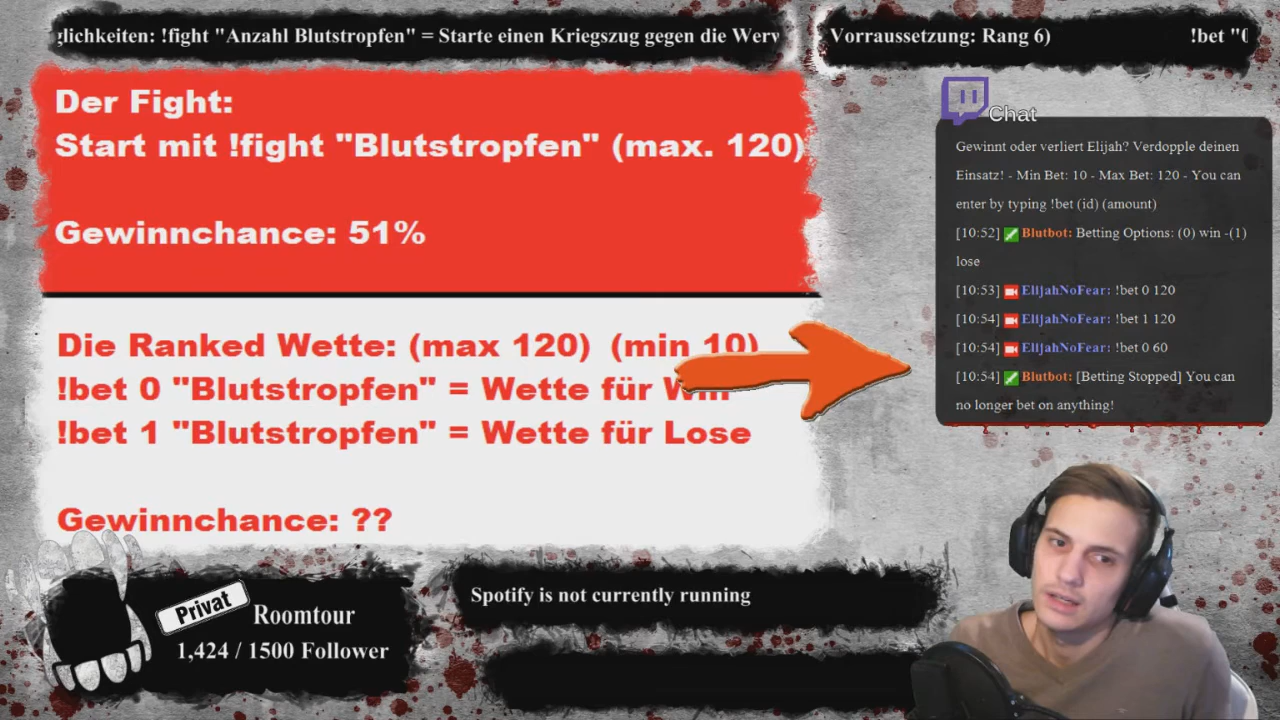 glichkeiten: !fight "Anzahl Blutstropfen" = Starte einen Kriegszug gegen die Werw
Vorraussetzung: Rang 6)
!bet "0
Der Fight:
Start mit !fight "Blutstropfen" (max. 120)
Gewinnchance: 51%
Die Ranked Wette: (max 120) (min 10)
!bet 0 "Blutstropfen" = Wette für Win
!bet 1 "Blutstropfen" = Wette für Lose
Gewinnchance: ??
Chat
Gewinnt oder verliert Elijah? Verdopple deinen
Einsatz! - Min Bet: 10 - Max Bet: 120 - You can
enter by typing !bet (id) (amount)
[10:52] Blutbot: Betting Options: (0) win -(1)
lose
[10:53] ElijahNoFear: !bet 0 120
[10:54] ElijahNoFear: !bet 1 120
[10:54] ElijahNoFear: !bet 0 60
[10:54] Blutbot: [Betting Stopped] You can
no longer bet on anything!
Privat
Roomtour
1,424 / 1500 Follower
Spotify is not currently running